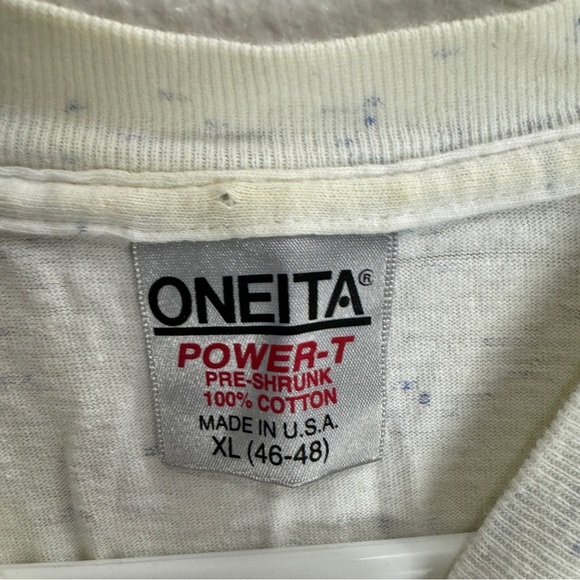 ONEITA®
POWER-T
PRE-SHRUNK
100% COTTON
MADE IN U.S.A.
XL (46-48)